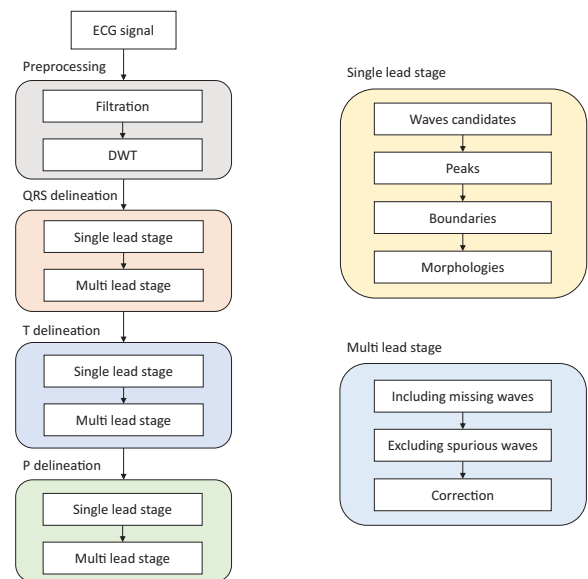 ECG signal
Preprocessing
Filtration
DWT
QRS delineation
Single lead stage
Multi lead stage
T delineation
Single lead stage
Multi lead stage
P delineation
Single lead stage
Multi lead stage
Single lead stage
Waves candidates
Peaks
Boundaries
Morphologies
Multi lead stage
Including missing waves
Excluding spurious waves
Correction